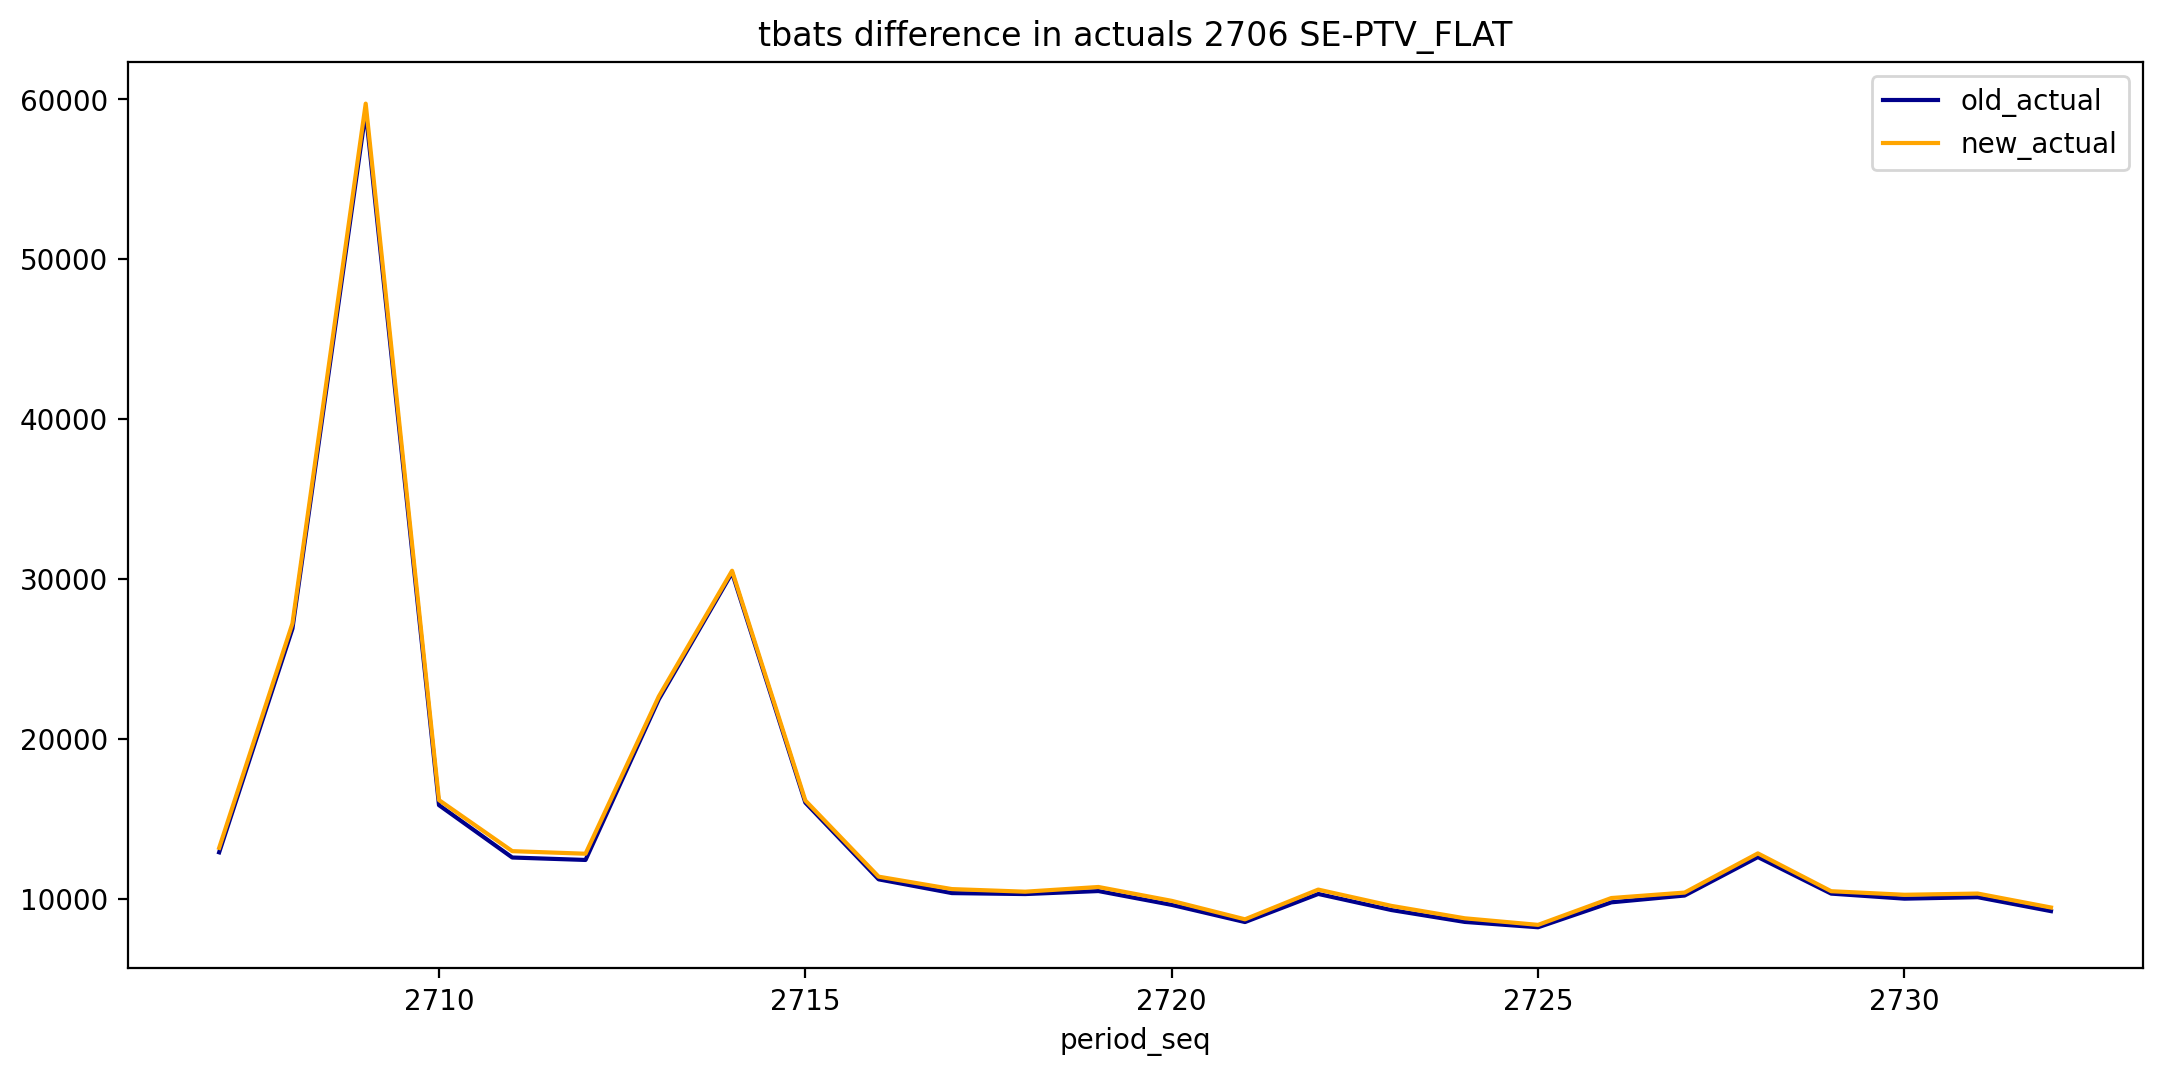 tbats difference in actuals 2706 SE-PTV_FLAT
old_actual
new_actual
60000
50000
40000
30000
20000
10000
2710 2715 2720 2725 2730
period_seq